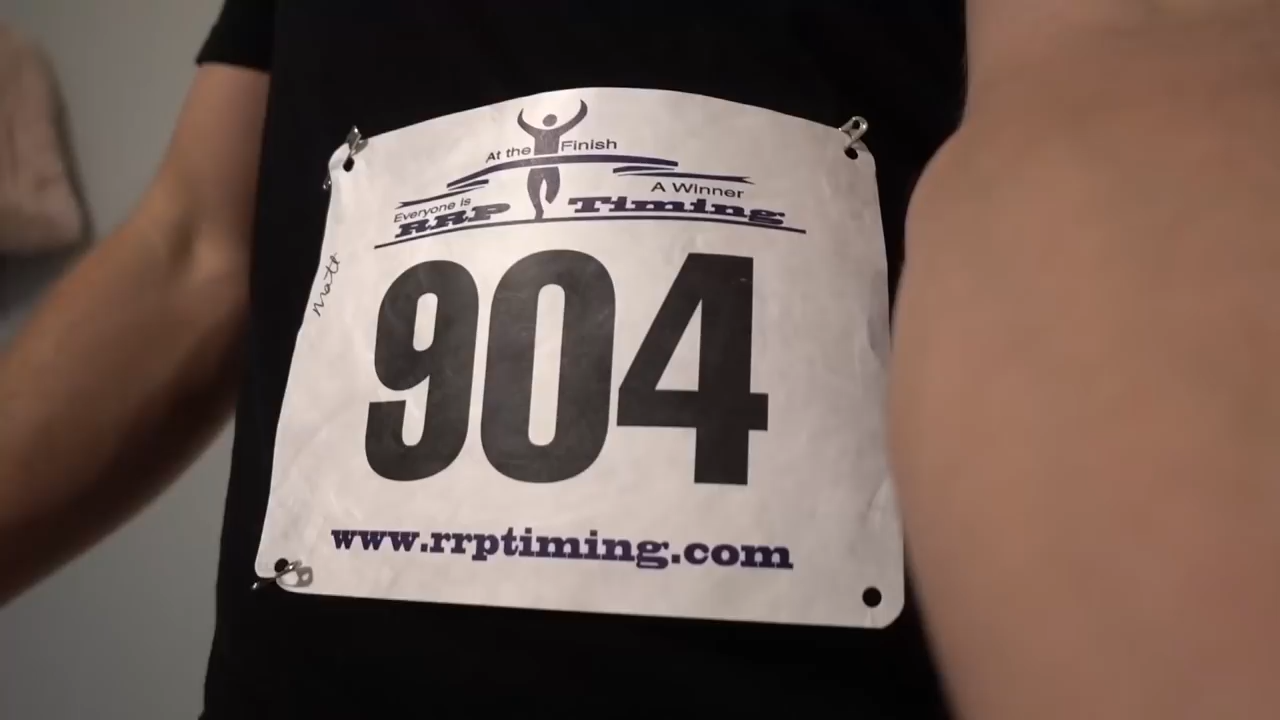 At the Finish
Everyone is A Winner
RRP Timing
Matt
904
www.rrptiming.com